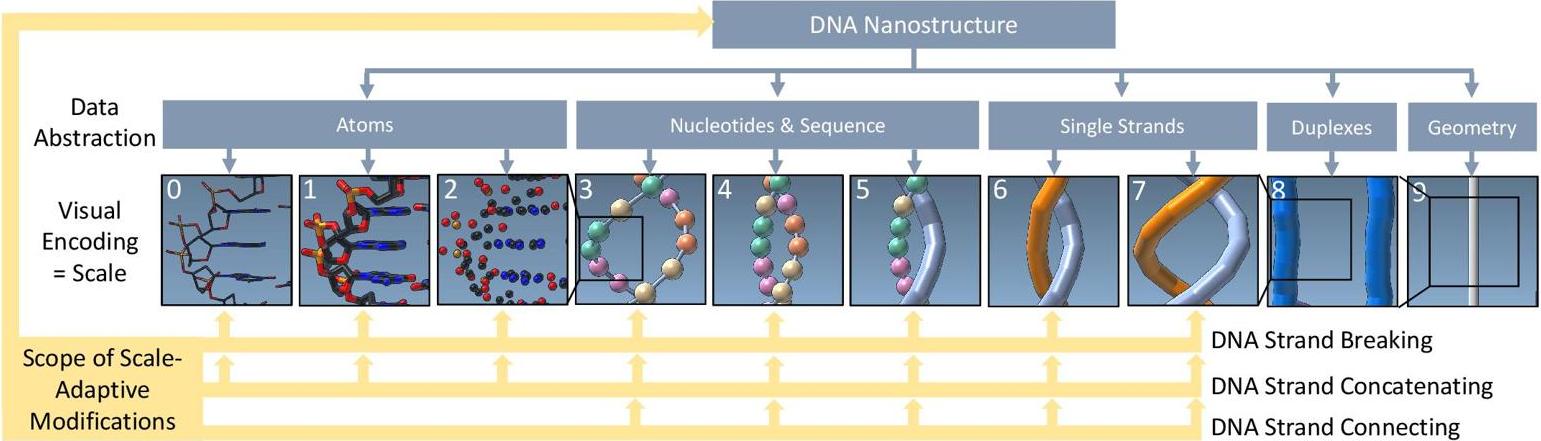 DNA Nanostructure
Data
Abstraction
Atoms
Nucleotides & Sequence
Single Strands
Duplexes
Geometry
Visual
Encoding
= Scale
0
1
2
3
4
5
6
7
8
9
Scope of Scale-
Adaptive
Modifications
DNA Strand Breaking
DNA Strand Concatenating
DNA Strand Connecting